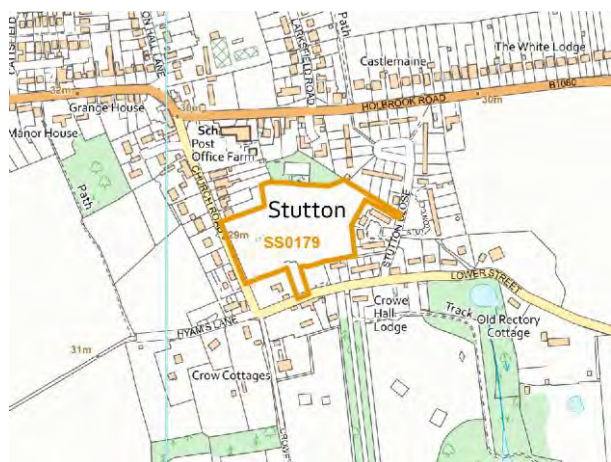 The White Lodge
Castlemaine
LARKSFIELD ROAD
Path
32m
Grange House
30m
HOLBROOK ROAD
30m
B1080
Manor House
Sch
Post
Office Farm
Path
CHURCH ROAD
Stutton
29m
SS0179
STUTTON CLOSE
LOWER STREET
HYAM'S LANE
31m
Crowe
Hall
Lodge
Track
Old Rectory
Cottage
Crow Cottages